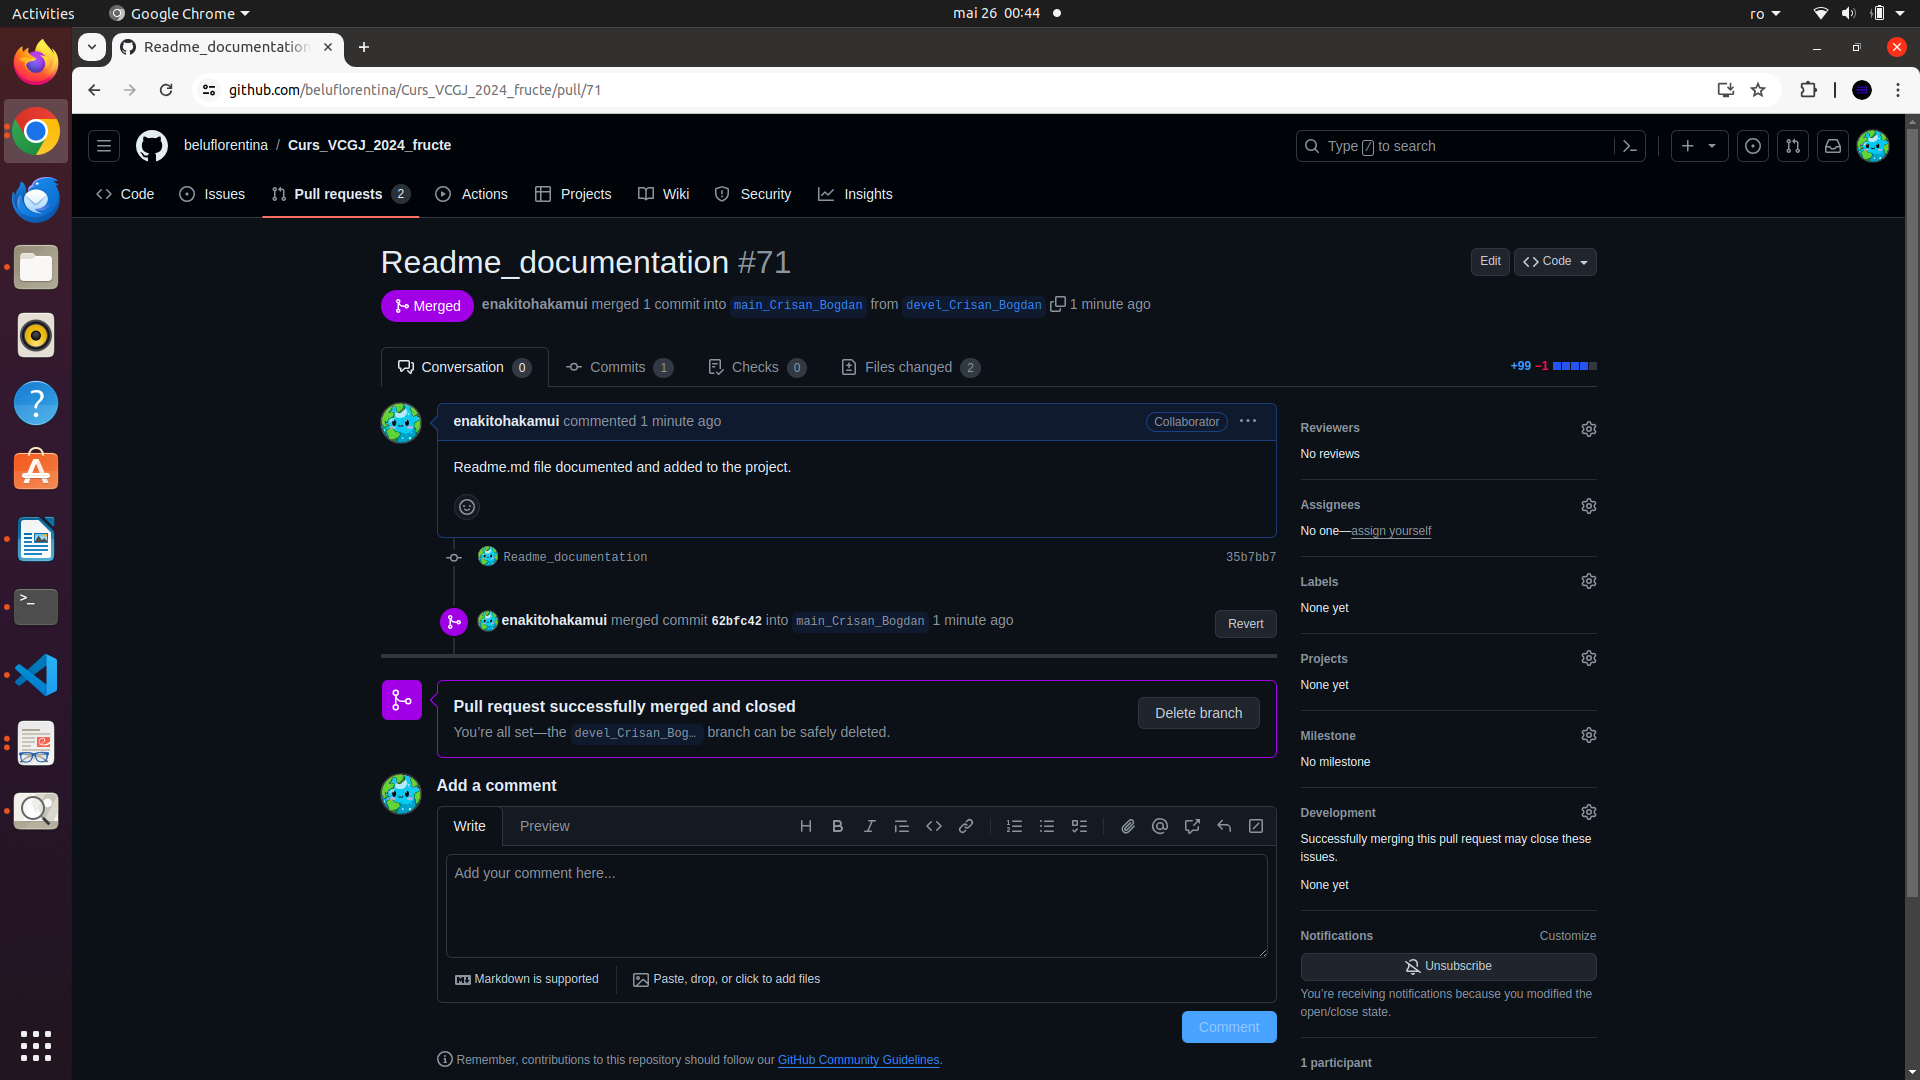 Activities Google Chrome mai 26 00:44 ro
Readme_documentation
github.com/beluflorentina/Curs_VCGJ_2024_fructe/pull/71
beluflorentina / Curs_VCGJ_2024_fructe Type / to search
Code Issues Pull requests 2 Actions Projects Wiki Security Insights
Readme_documentation #71 Edit Code
Merged enakitohakamui merged 1 commit into main_Crisan_Bogdan from devel_Crisan_Bogdan 1 minute ago
Conversation 0 Commits 1 Checks 0 Files changed 2 +99 −1
enakitohakamui commented 1 minute ago Collaborator
Readme.md file documented and added to the project.
Readme_documentation 35b7bb7
enakitohakamui merged commit 62bfc42 into main_Crisan_Bogdan 1 minute ago Revert
Pull request successfully merged and closed
You're all set—the devel_Crisan_Bog… branch can be safely deleted.
Delete branch
Add a comment
Write Preview
Add your comment here...
Markdown is supported Paste, drop, or click to add files
Comment
Remember, contributions to this repository should follow our GitHub Community Guidelines.
Reviewers
No reviews
Assignees
No one—assign yourself
Labels
None yet
Projects
None yet
Milestone
No milestone
Development
Successfully merging this pull request may close these
issues.
None yet
Notifications Customize
Unsubscribe
You're receiving notifications because you modified the
open/close state.
1 participant